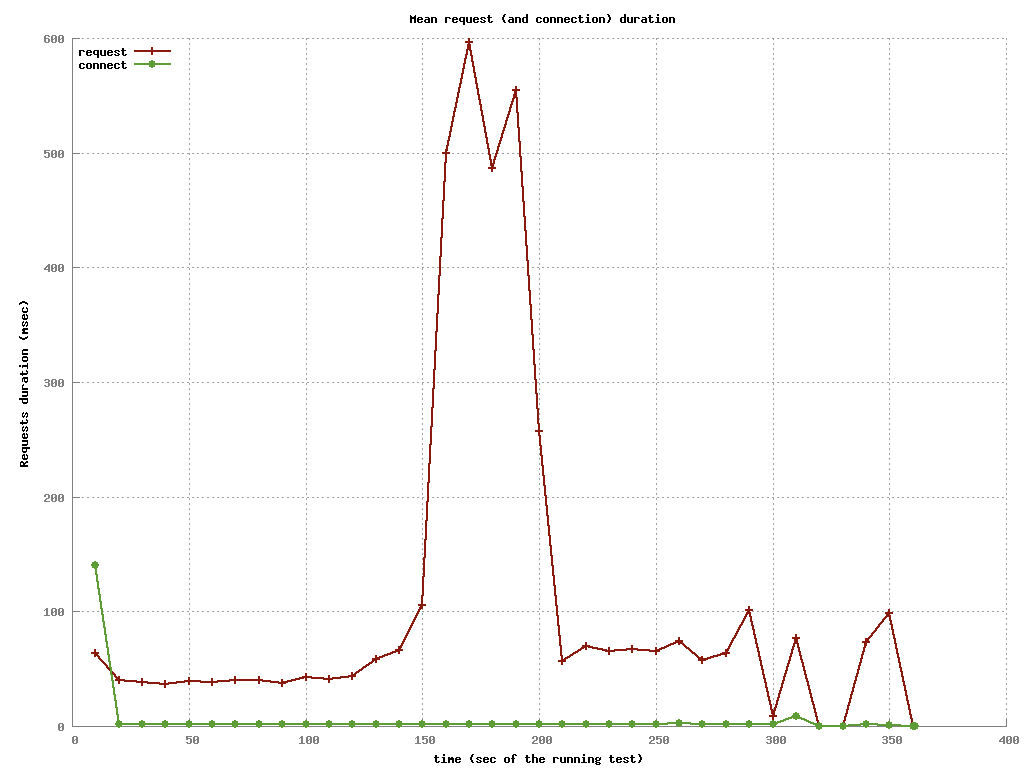 Mean request (and connection) duration
600
request
connect
500
400
Requests duration (msec)
300
200
100
0
0 50 100 150 200 250 300 350 400
time (sec of the running test)